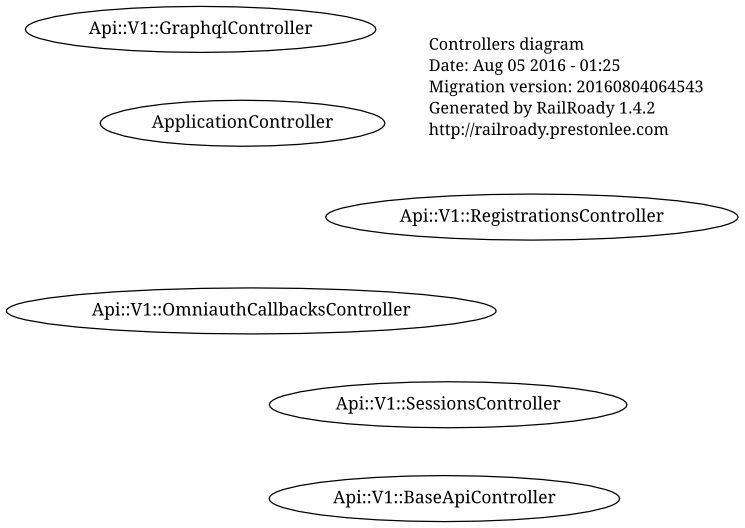 Api::V1::GraphqlController
Controllers diagram
Date: Aug 05 2016 - 01:25
Migration version: 20160804064543
Generated by RailRoady 1.4.2
http://railroady.prestonlee.com
ApplicationController
Api::V1::RegistrationsController
Api::V1::OmniauthCallbacksController
Api::V1::SessionsController
Api::V1::BaseApiController